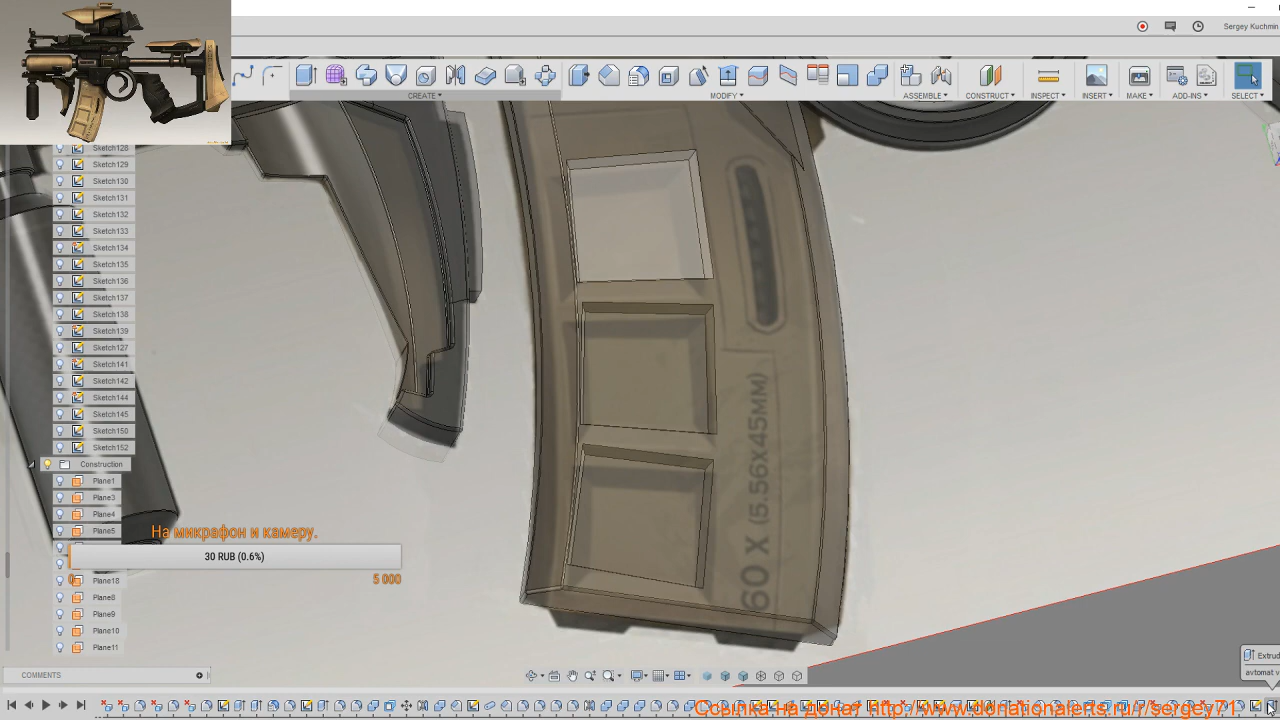 Sergey Kuchmin
CREATE
MODIFY
ASSEMBLE
CONSTRUCT
INSPECT
INSERT
MAKE
ADD-INS
SELECT
Sketch128
Sketch129
Sketch130
Sketch131
Sketch132
Sketch133
Sketch134
Sketch135
Sketch136
Sketch137
Sketch138
Sketch139
Sketch127
Sketch141
Sketch142
Sketch144
Sketch145
Sketch150
Sketch152
Construction
Plane1
Plane3
Plane4
Plane5
Plane18
Plane8
Plane9
Plane10
Plane11
На микрафон и камеру.
30 RUB (0.6%)
0
5 000
60 X (5.56x45MM)
COMMENTS
Extrud
avtomat v
Ссылка на донат http://www.donationalerts.ru/r/sergey71